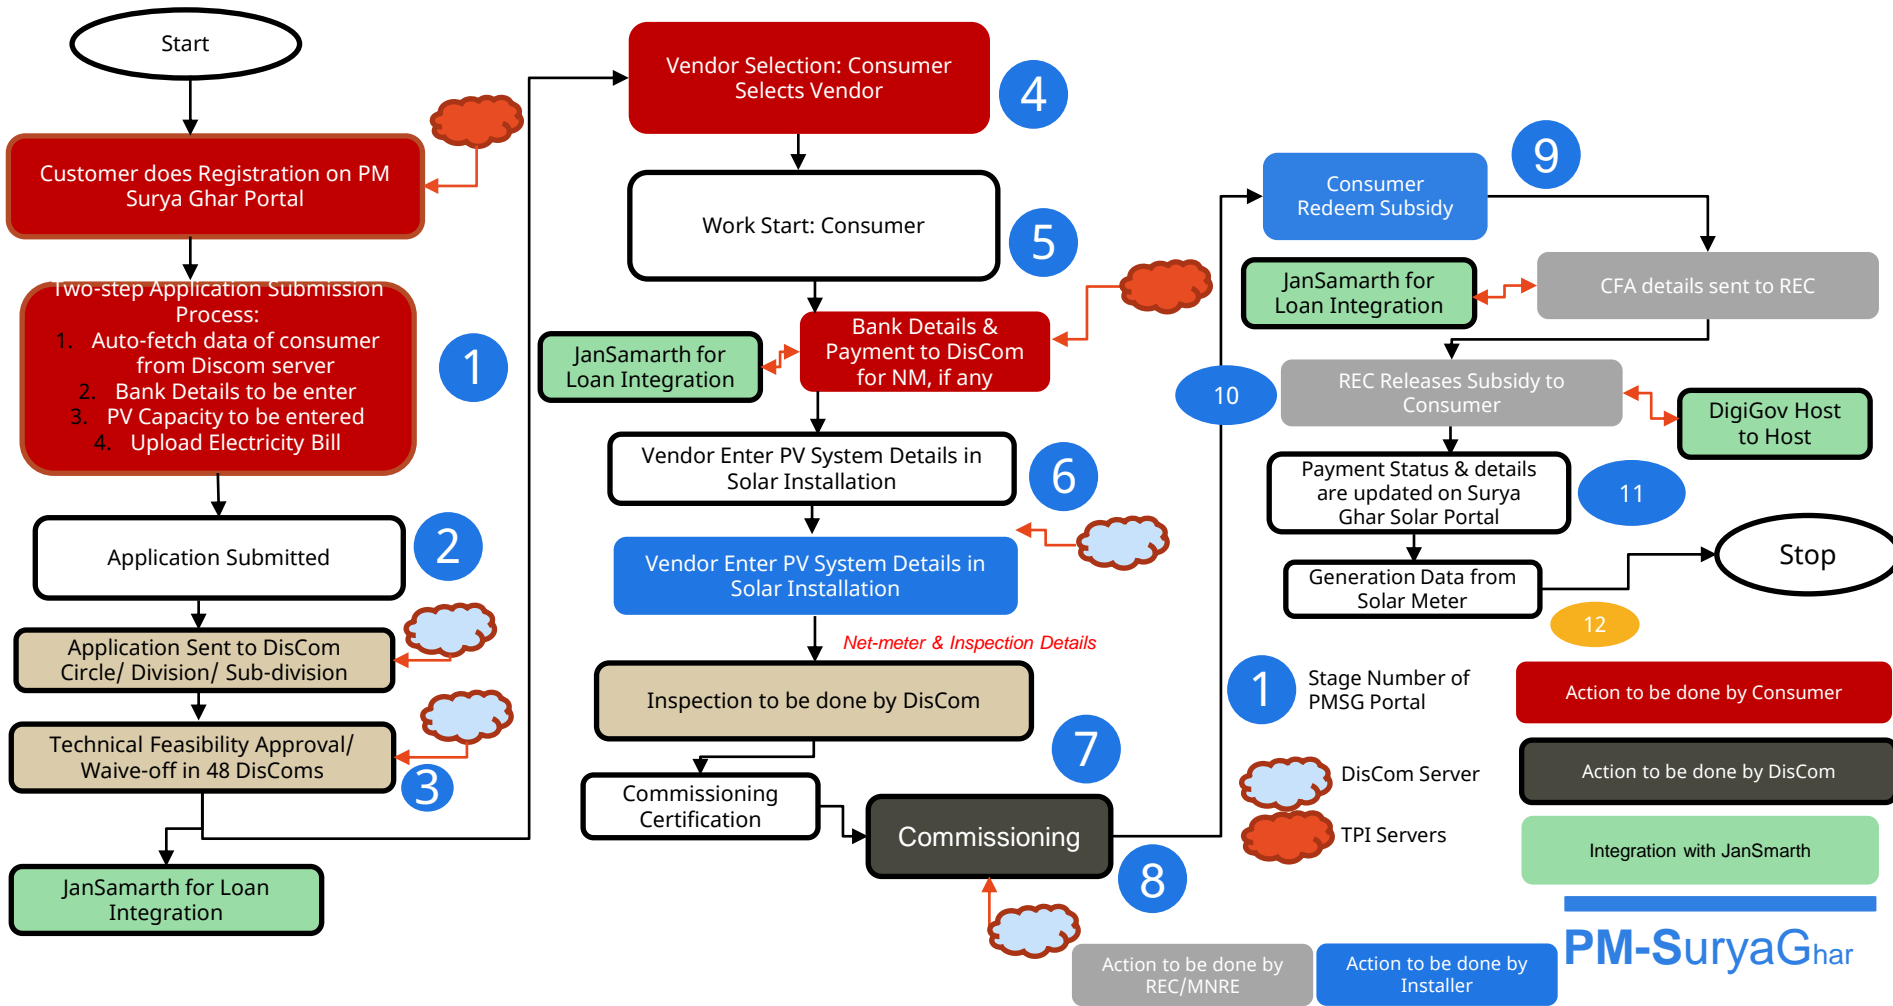 Start
Customer does Registration on PM
Surya Ghar Portal
Two-step Application Submission
Process:
1. Auto-fetch data of consumer
from Discom server
2. Bank Details to be enter
3. PV Capacity to be entered
4. Upload Electricity Bill
1
Application Submitted
2
Application Sent to DisCom
Circle/ Division/ Sub-division
Technical Feasibility Approval/
Waive-off in 48 DisComs
3
JanSamarth for Loan
Integration
Vendor Selection: Consumer
Selects Vendor
4
Work Start: Consumer
5
Bank Details &
Payment to DisCom
for NM, if any
JanSamarth for
Loan Integration
Vendor Enter PV System Details in
Solar Installation
6
Vendor Enter PV System Details in
Solar Installation
Net-meter & Inspection Details
Inspection to be done by DisCom
7
Commissioning
Certification
Commissioning
8
Consumer
Redeem Subsidy
9
JanSamarth for
Loan Integration
CFA details sent to REC
10
REC Releases Subsidy to
Consumer
DigiGov Host
to Host
Payment Status & details
are updated on Surya
Ghar Solar Portal
11
Generation Data from
Solar Meter
12
Stop
1
Stage Number of
PMSG Portal
DisCom Server
TPI Servers
Action to be done by Consumer
Action to be done by DisCom
Integration with JanSmarth
Action to be done by
REC/MNRE
Action to be done by
Installer
PM-SuryaGhar